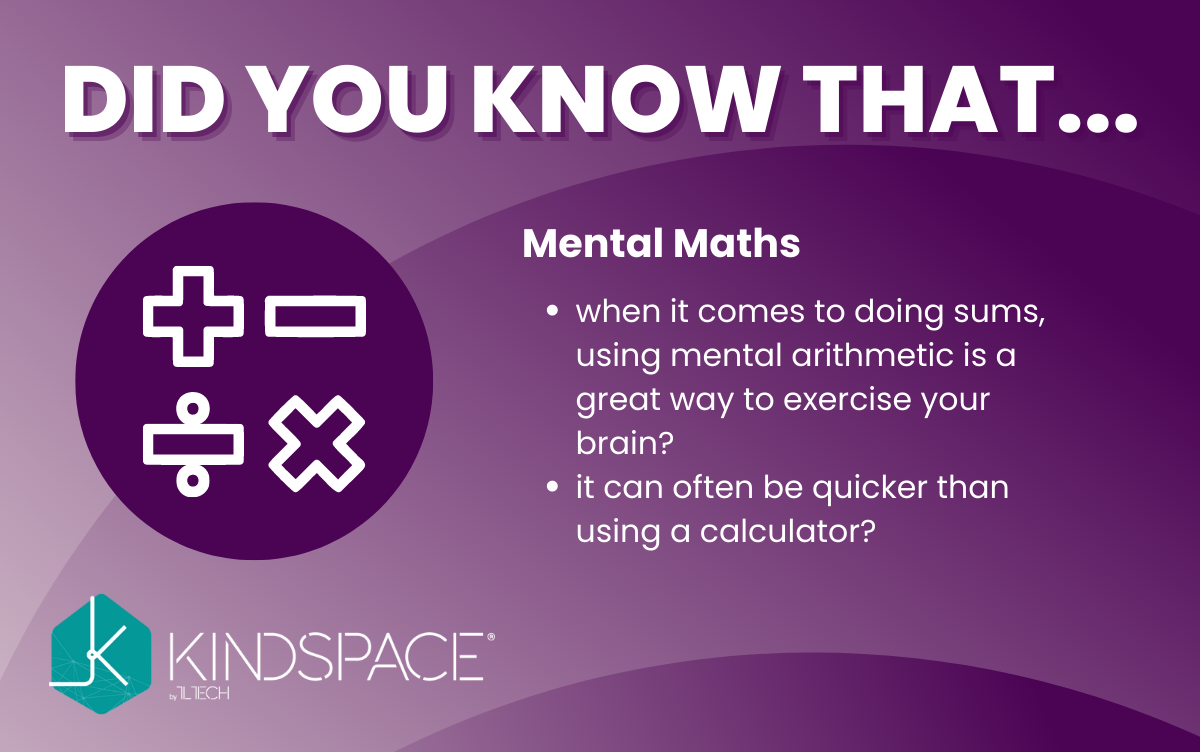 DID YOU KNOW THAT...
Mental Maths
• when it comes to doing sums,
using mental arithmetic is a
great way to exercise your
brain?
• it can often be quicker than
using a calculator?
KINDSPACE®
by TLTECH